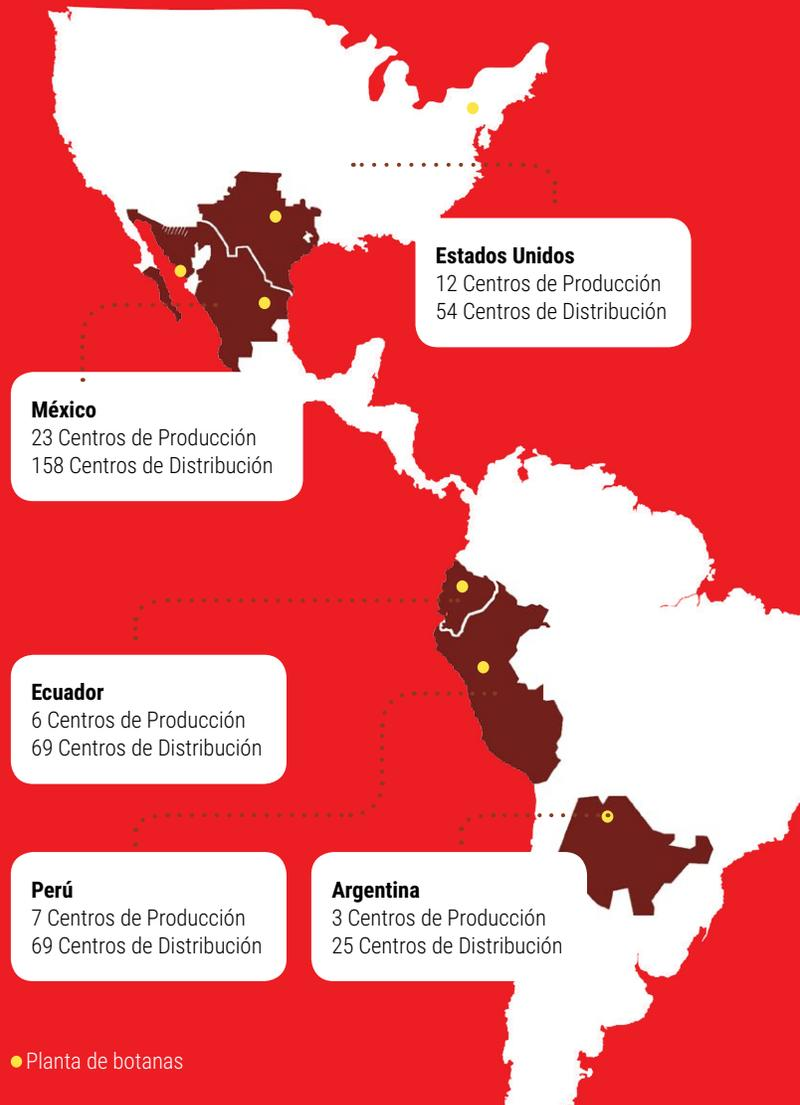 Estados Unidos
12 Centros de Producción
54 Centros de Distribución
México
23 Centros de Producción
158 Centros de Distribución
Ecuador
6 Centros de Producción
69 Centros de Distribución
Perú
7 Centros de Producción
69 Centros de Distribución
Argentina
3 Centros de Producción
25 Centros de Distribución
Planta de botanas